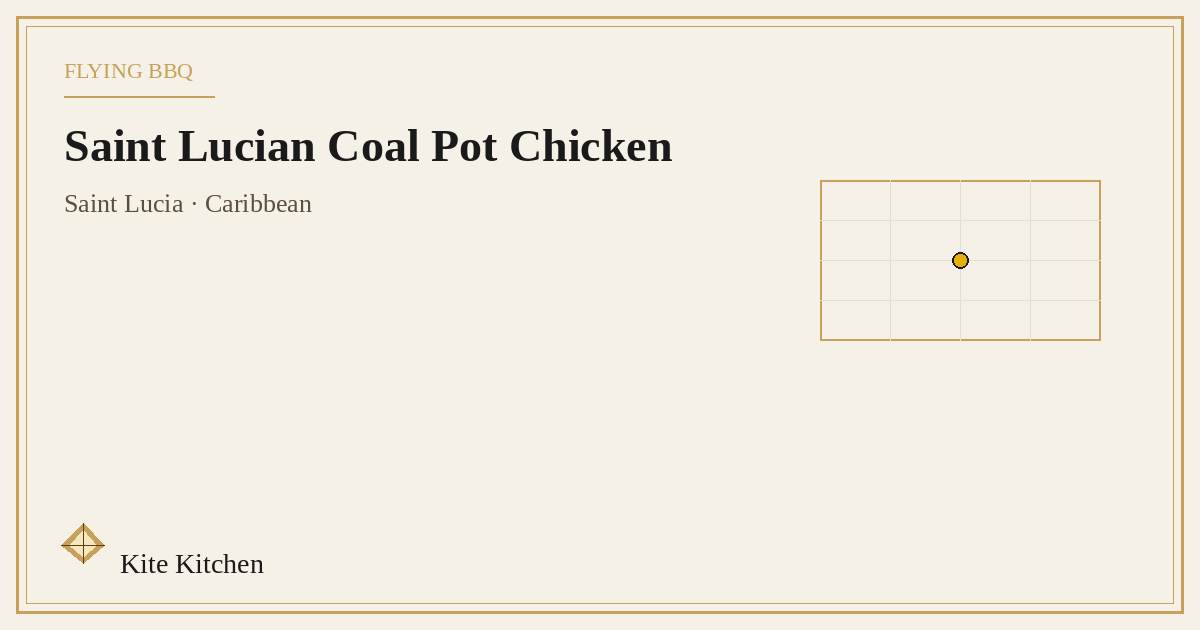 FLYING BBQ
Saint Lucian Coal Pot Chicken
Saint Lucia · Caribbean
Kite Kitchen